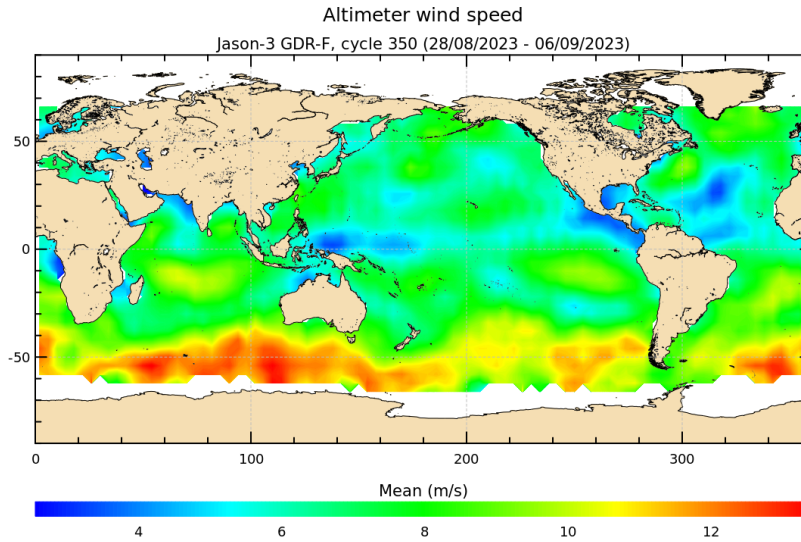 Altimeter wind speed
Jason-3 GDR-F, cycle 350 (28/08/2023 - 06/09/2023)
50
0
-50
0 100 200 300
Mean (m/s)
4 6 8 10 12